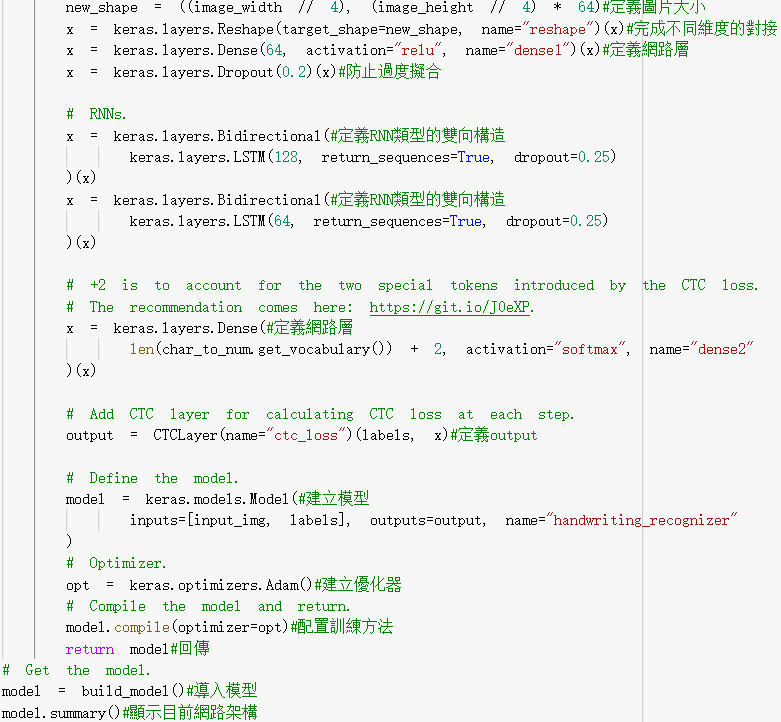 new_shape = ((image_width // 4), (image_height // 4) * 64)#定義圖片大小
x = keras.layers.Reshape(target_shape=new_shape, name="reshape")(x)#完成不同維度的對接
x = keras.layers.Dense(64, activation="relu", name="dense1")(x)#定義網路層
x = keras.layers.Dropout(0.2)(x)#防止過度擬合
# RNNs.
x = keras.layers.Bidirectional(#定義RNN類型的雙向構造
keras.layers.LSTM(128, return_sequences=True, dropout=0.25)
)(x)
x = keras.layers.Bidirectional(#定義RNN類型的雙向構造
keras.layers.LSTM(64, return_sequences=True, dropout=0.25)
)(x)
# +2 is to account for the two special tokens introduced by the CTC loss.
# The recommendation comes here: https://git.io/J0eXP.
x = keras.layers.Dense(#定義網路層
len(char_to_num.get_vocabulary()) + 2, activation="softmax", name="dense2"
)(x)
# Add CTC layer for calculating CTC loss at each step.
output = CTCLayer(name="ctc_loss")(labels, x)#定義output
# Define the model.
model = keras.models.Model(#建立模型
inputs=[input_img, labels], outputs=output, name="handwriting_recognizer"
)
# Optimizer.
opt = keras.optimizers.Adam()#建立優化器
# Compile the model and return.
model.compile(optimizer=opt)#配置訓練方法
return model#回傳
# Get the model.
model = build_model()#導入模型
model.summary()#顯示目前網路架構